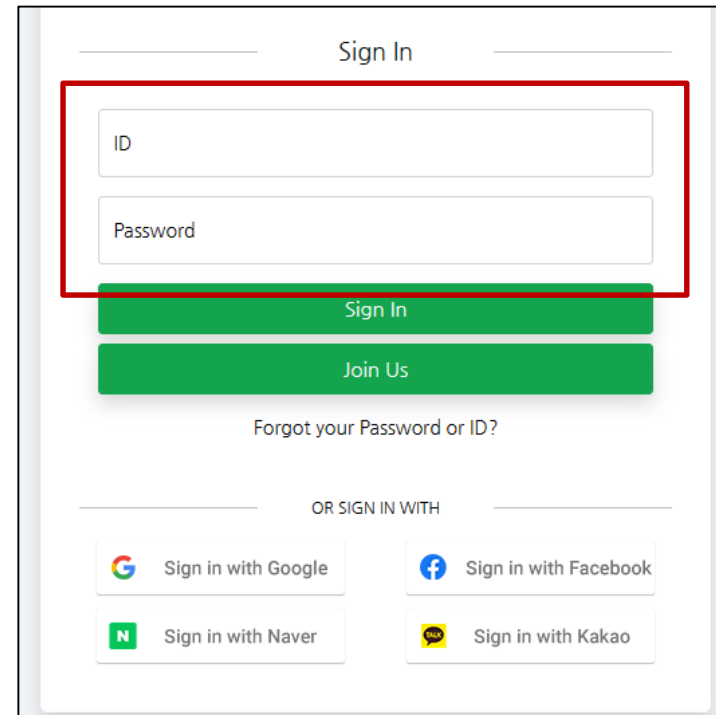 Sign In
ID
Password
Sign In
Join Us
Forgot your Password or ID?
OR SIGN IN WITH
Sign in with Google
Sign in with Facebook
N
Sign in with Naver
TALK
Sign in with Kakao